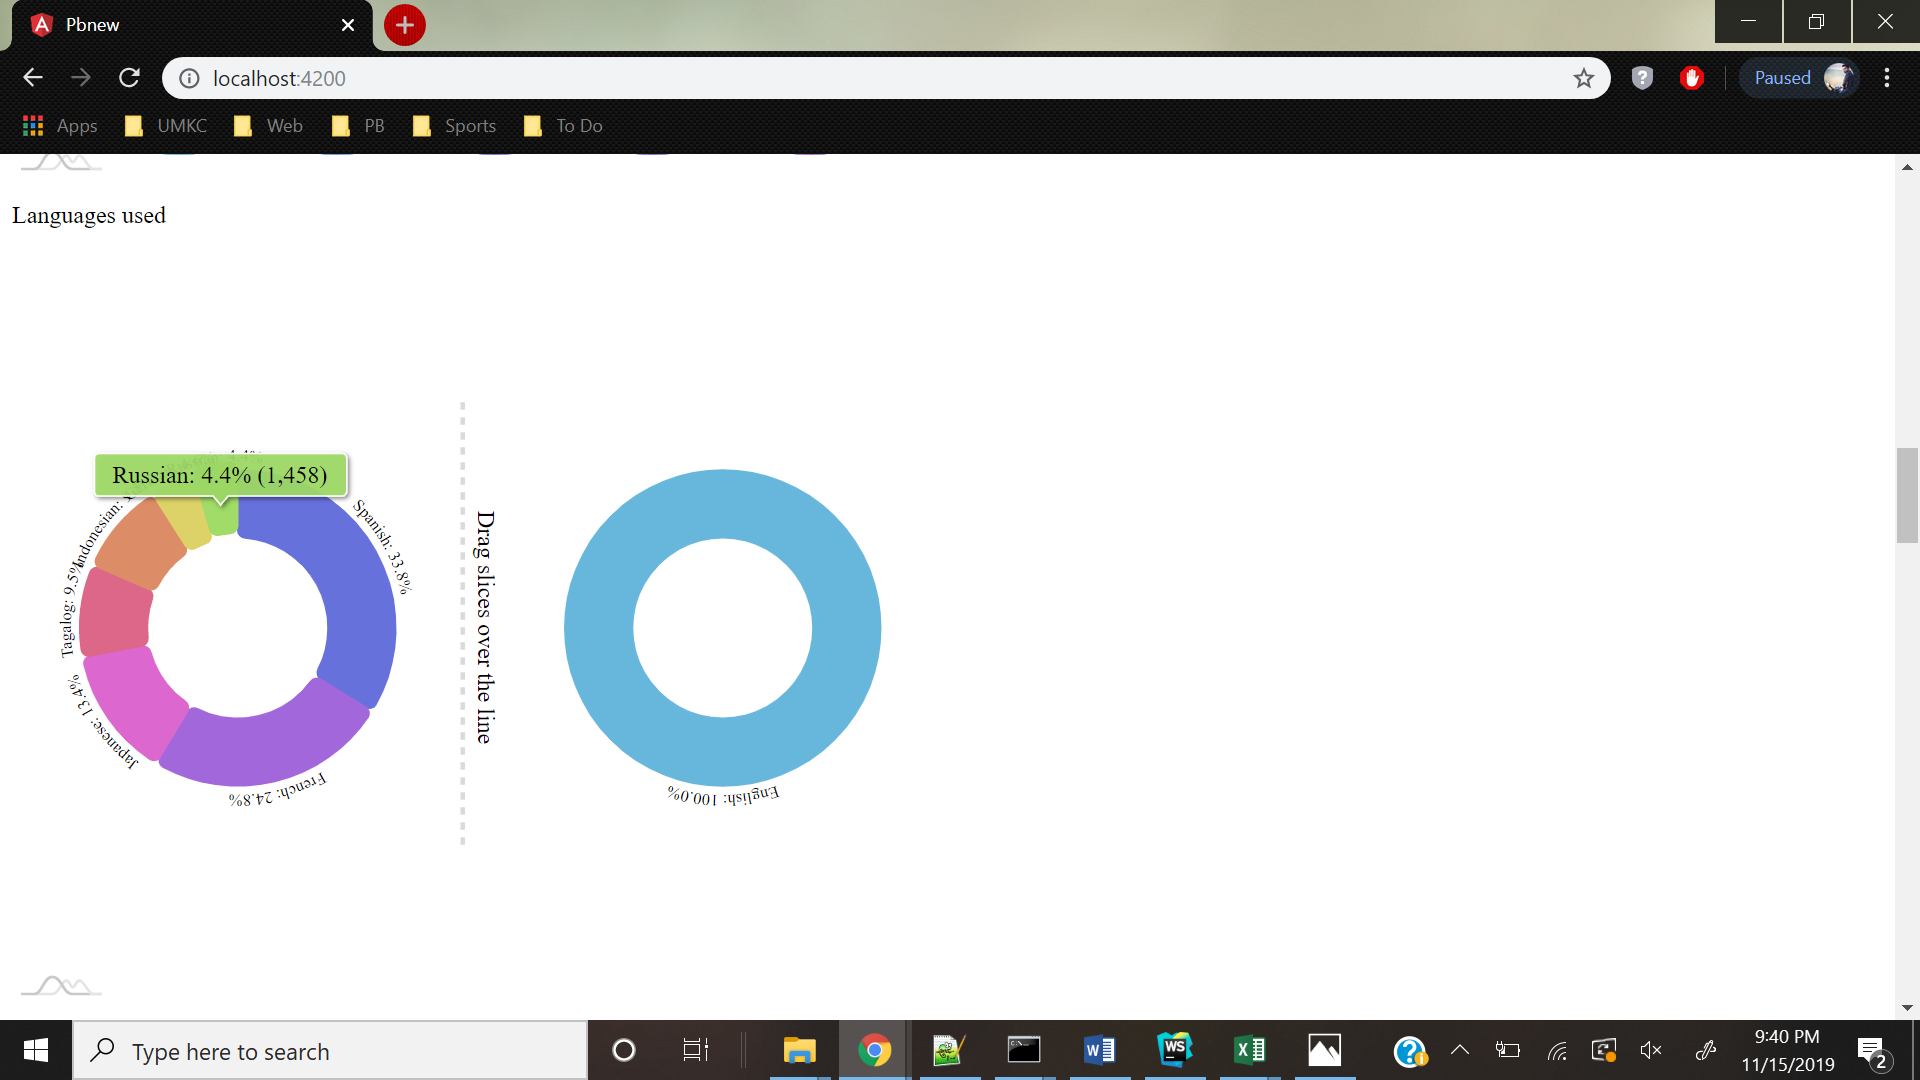 Pbnew
localhost:4200
Paused
Apps
UMKC
Web
PB
Sports
To Do
Languages used
Russian: 4.4% (1,458)
Spanish: 33.8%
Indonesian:
Tagalog: 9.5%
Japanese: 13.4%
French: 24.8%
Drag slices over the line
English: 100.0%
Type here to search
9:40 PM
11/15/2019
2